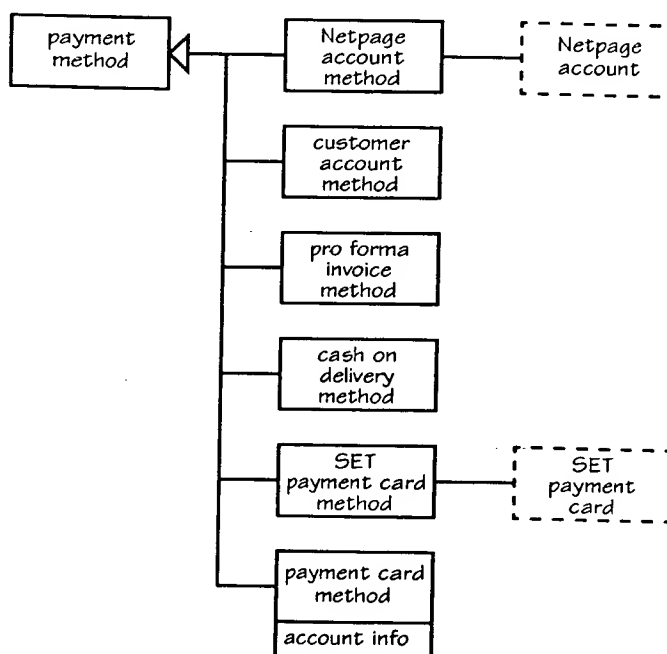 payment
method
Netpage
account
method
Netpage
account
customer
account
method
pro forma
invoice
method
cash on
delivery
method
SET
payment card
method
SET
payment
card
payment card
method
account info